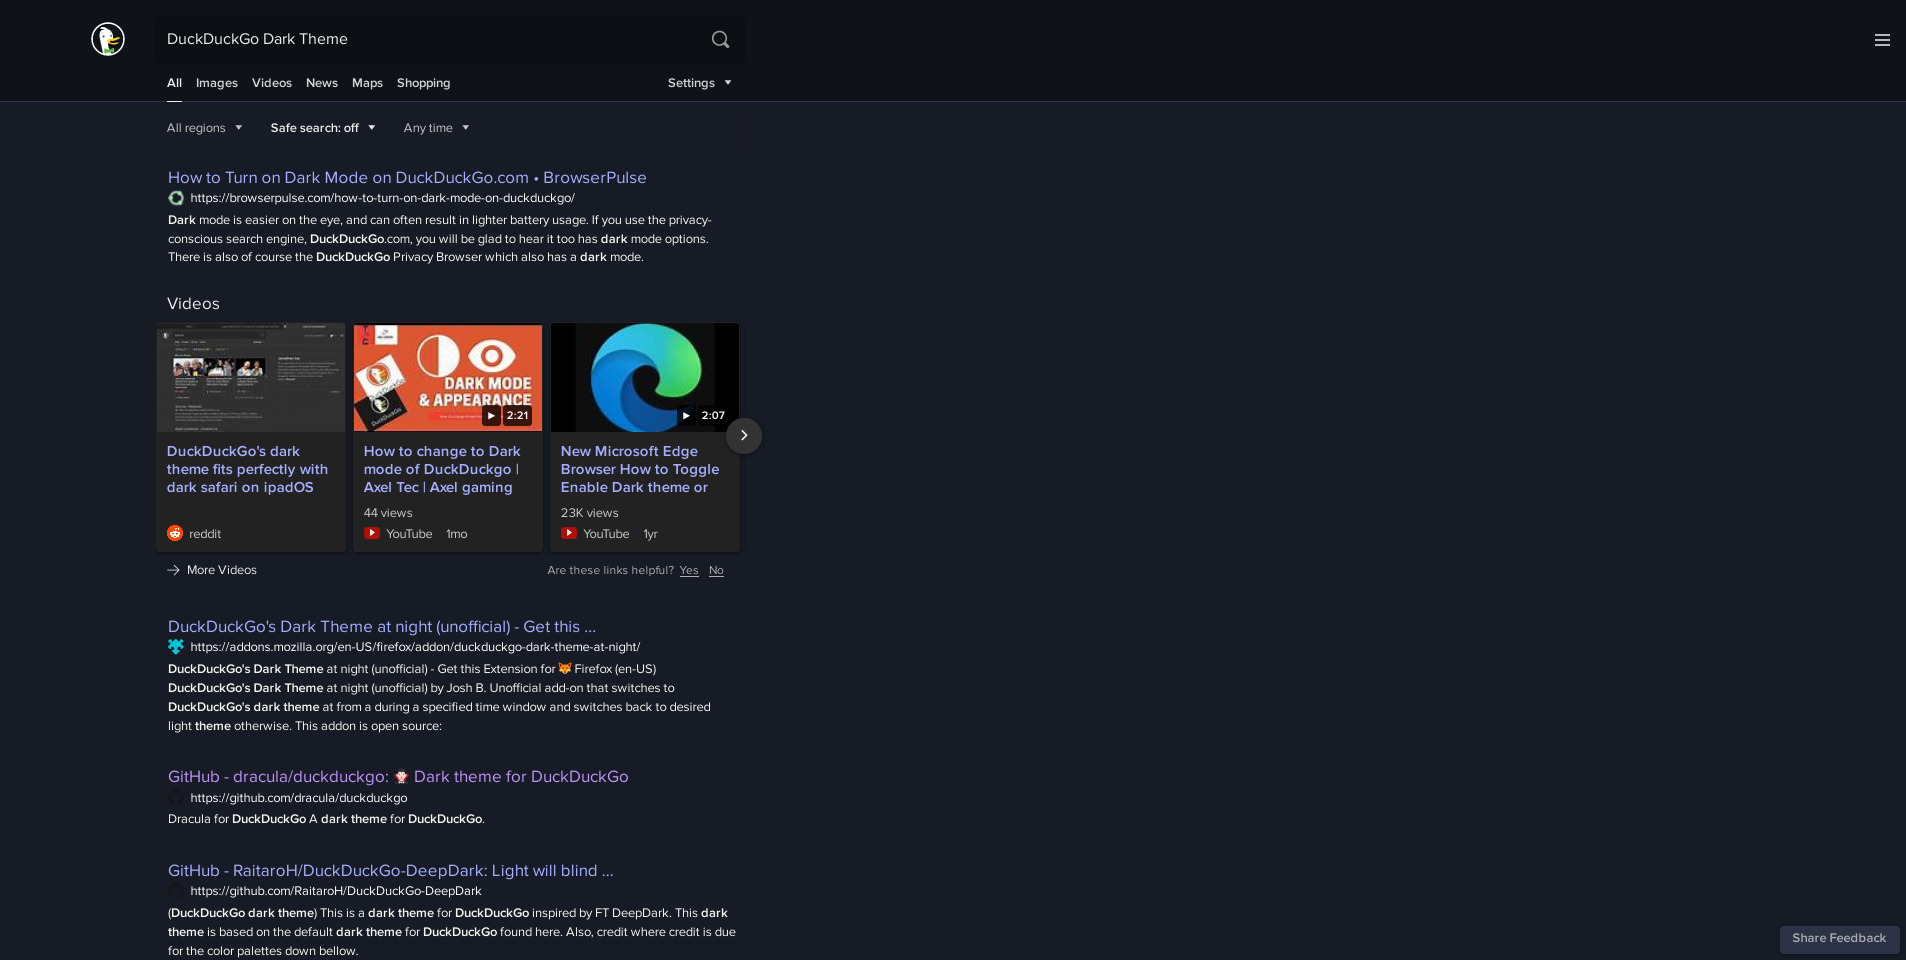 DuckDuckGo Dark Theme
All Images Videos News Maps Shopping Settings
All regions Safe search: off Any time
How to Turn on Dark Mode on DuckDuckGo.com • BrowserPulse
https://browserpulse.com/how-to-turn-on-dark-mode-on-duckduckgo/
Dark mode is easier on the eye, and can often result in lighter battery usage. If you use the privacy-
conscious search engine, DuckDuckGo.com, you will be glad to hear it too has dark mode options.
There is also of course the DuckDuckGo Privacy Browser which also has a dark mode.
Videos
DARK MODE
& APPEARANCE
DuckDuckGo
2:21
2:07
DuckDuckGo's dark
theme fits perfectly with
dark safari on ipadOS
reddit
How to change to Dark
mode of DuckDuckgo |
Axel Tec | Axel gaming
44 views
YouTube 1mo
New Microsoft Edge
Browser How to Toggle
Enable Dark theme or
23K views
YouTube 1yr
More Videos
Are these links helpful? Yes No
DuckDuckGo's Dark Theme at night (unofficial) - Get this ...
https://addons.mozilla.org/en-US/firefox/addon/duckduckgo-dark-theme-at-night/
DuckDuckGo's Dark Theme at night (unofficial) - Get this Extension for 🦊 Firefox (en-US)
DuckDuckGo's Dark Theme at night (unofficial) by Josh B. Unofficial add-on that switches to
DuckDuckGo's dark theme at from a during a specified time window and switches back to desired
light theme otherwise. This addon is open source:
GitHub - dracula/duckduckgo: 🧛🏻 Dark theme for DuckDuckGo
https://github.com/dracula/duckduckgo
Dracula for DuckDuckGo A dark theme for DuckDuckGo.
GitHub - RaitaroH/DuckDuckGo-DeepDark: Light will blind ...
https://github.com/RaitaroH/DuckDuckGo-DeepDark
(DuckDuckGo dark theme) This is a dark theme for DuckDuckGo inspired by FT DeepDark. This dark
theme is based on the default dark theme for DuckDuckGo found here. Also, credit where credit is due
for the color palettes down bellow.
Share Feedback